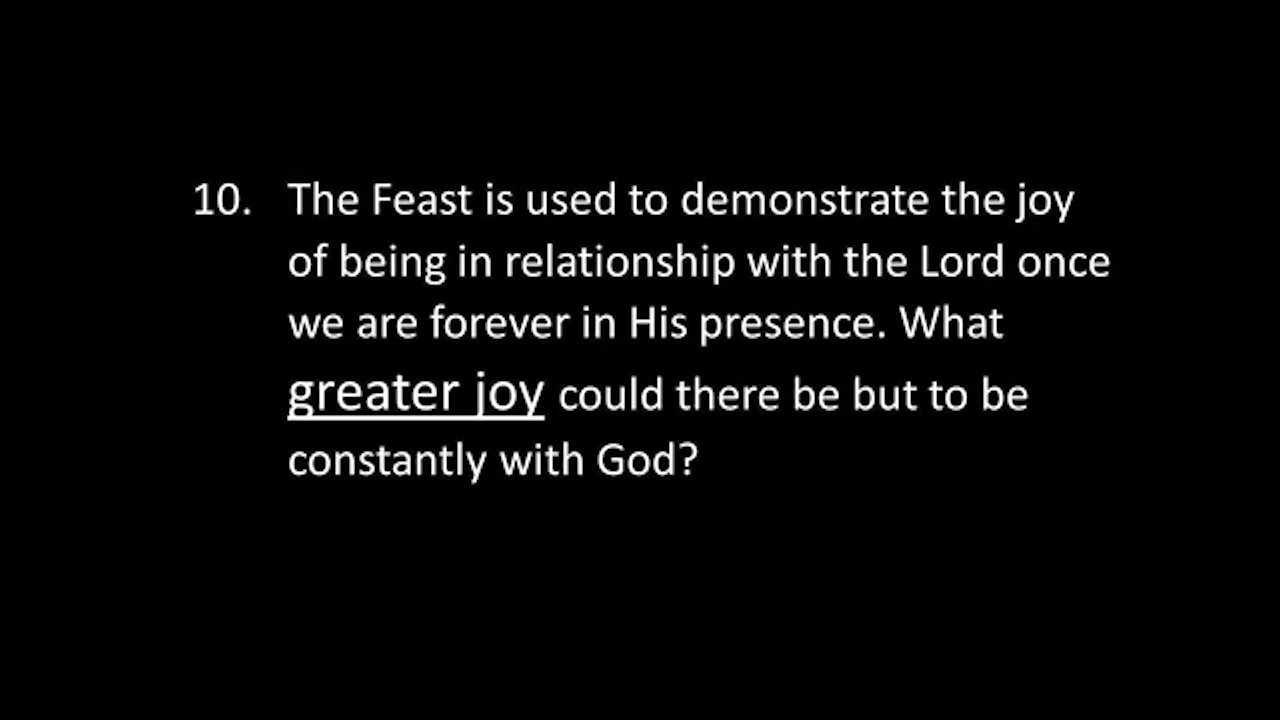 10. The Feast is used to demonstrate the joy
of being in relationship with the Lord once
we are forever in His presence. What
greater joy could there be but to be
constantly with God?